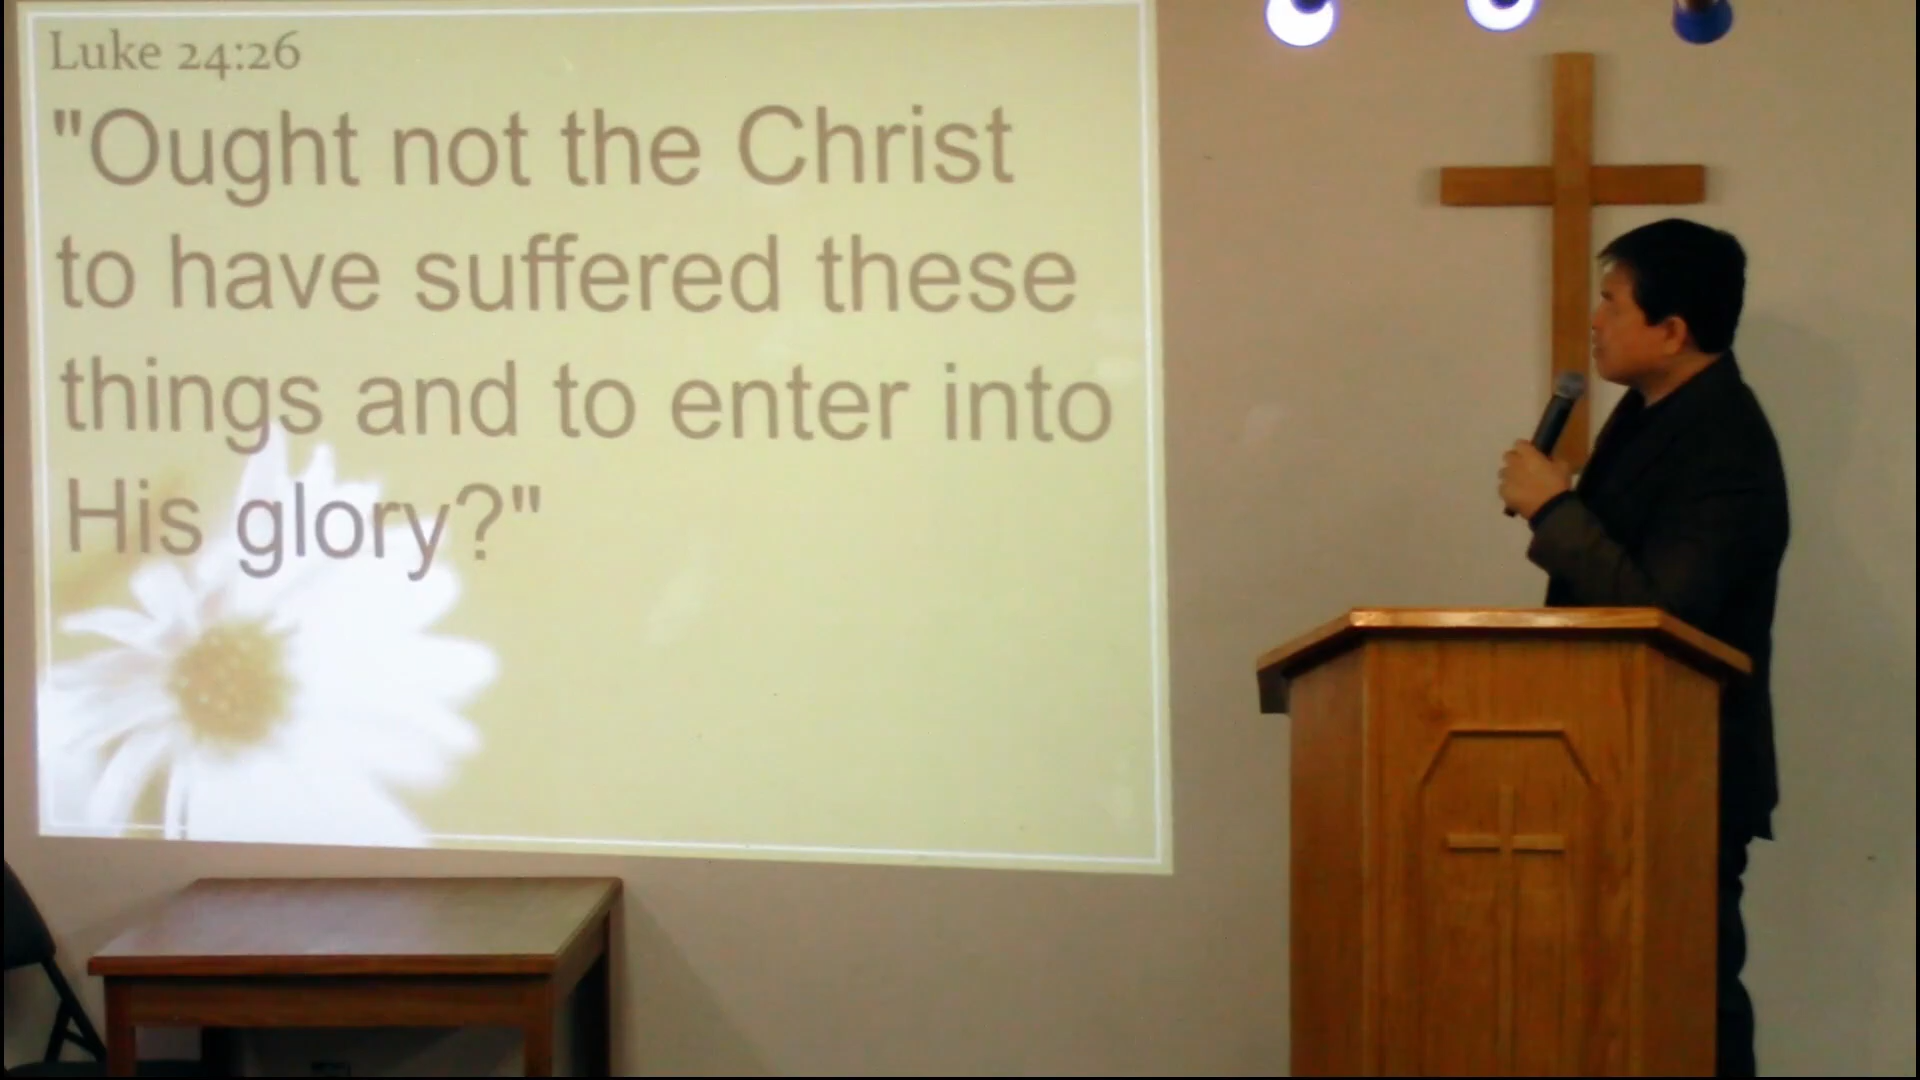 Luke 24:26
"Ought not the Christ
to have suffered these
things and to enter into
His glory?"